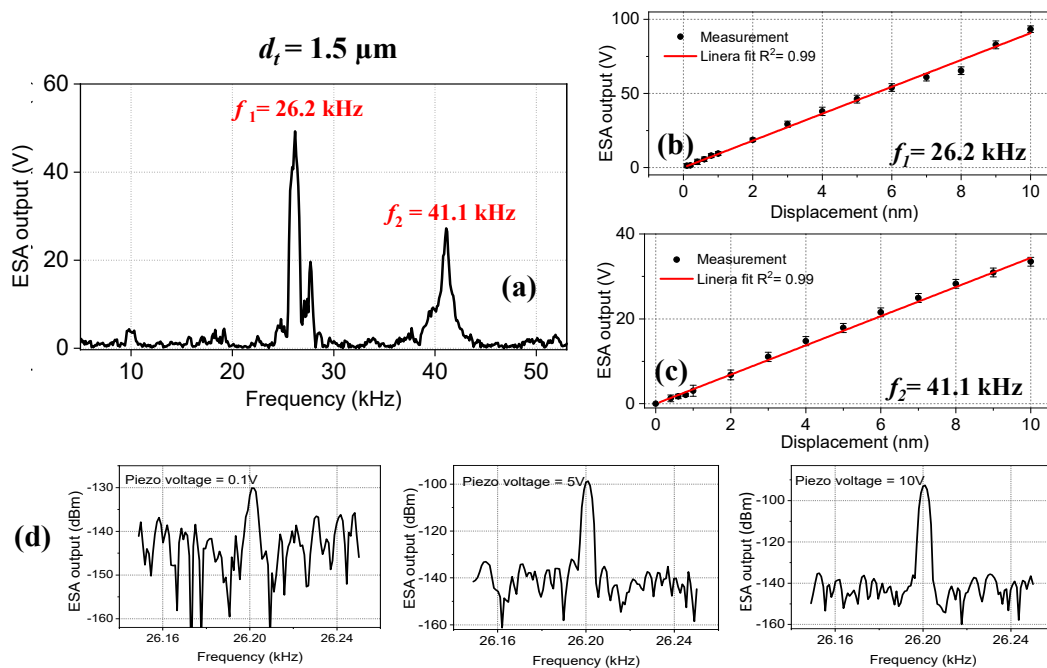 d_t = 1.5 μm
ESA output (V)
60
40
20
0
f_1= 26.2 kHz
f_2 = 41.1 kHz
(a)
10 20 30 40 50
Frequency (kHz)
ESA output (V)
100
50
0
Measurement
Linera fit R²= 0.99
(b)
f_1= 26.2 kHz
0 2 4 6 8 10
Displacement (nm)
ESA output (V)
40
20
0
Measurement
Linera fit R²= 0.99
(c)
f_2= 41.1 kHz
0 2 4 6 8 10
Displacement (nm)
(d)
ESA output (dBm)
-130
-140
-150
-160
Piezo voltage = 0.1V
26.16 26.20 26.24
Frequency (kHz)
ESA output (dBm)
-100
-120
-140
-160
Piezo voltage = 5V
26.16 26.20 26.24
Frequency (kHz)
ESA output (dBm)
-100
-120
-140
-160
Piezo voltage = 10V
26.16 26.20 26.24
Frequency (kHz)